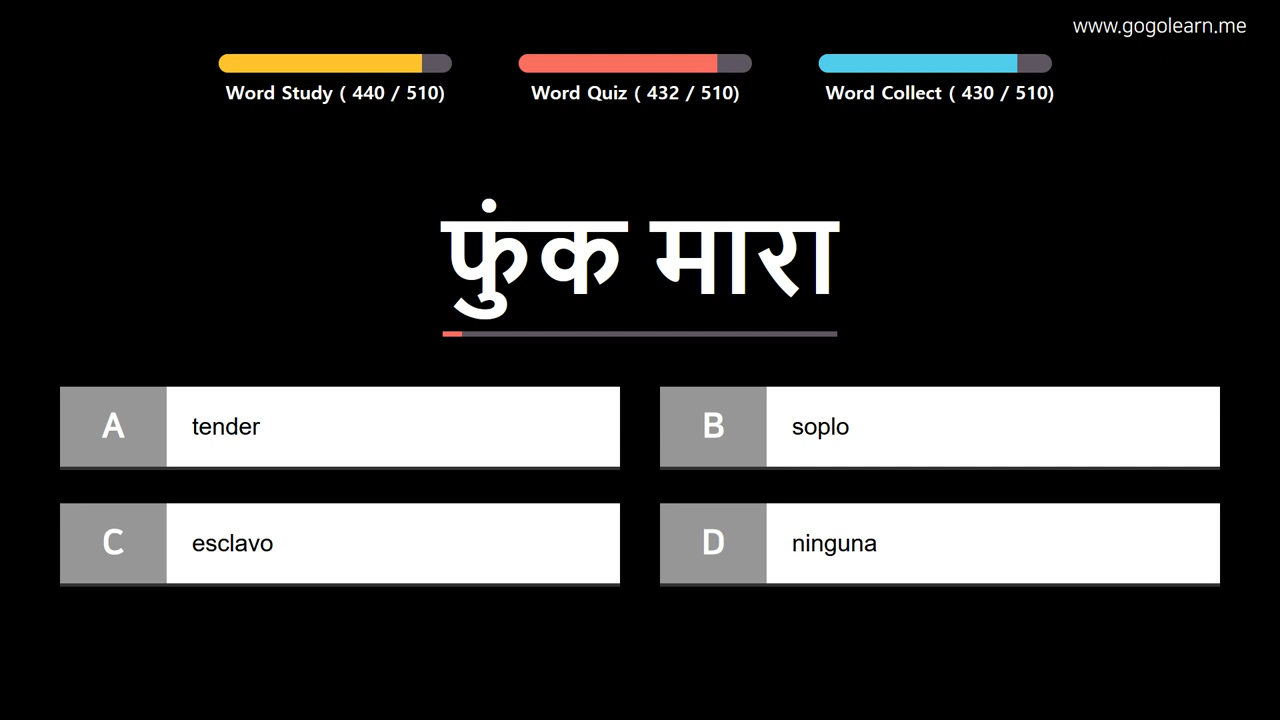 www.gogolearn.me
Word Study ( 440 / 510)
Word Quiz ( 432 / 510)
Word Collect ( 430 / 510)
फुंक मारा
A tender
B soplo
C esclavo
D ninguna